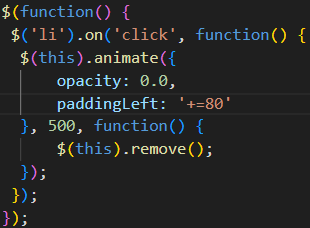 $(function() {
 $('li').on('click', function() {
  $(this).animate({
      opacity: 0.0,
      paddingLeft: '+=80'
  }, 500, function() {
      $(this).remove();
  });
 });
});